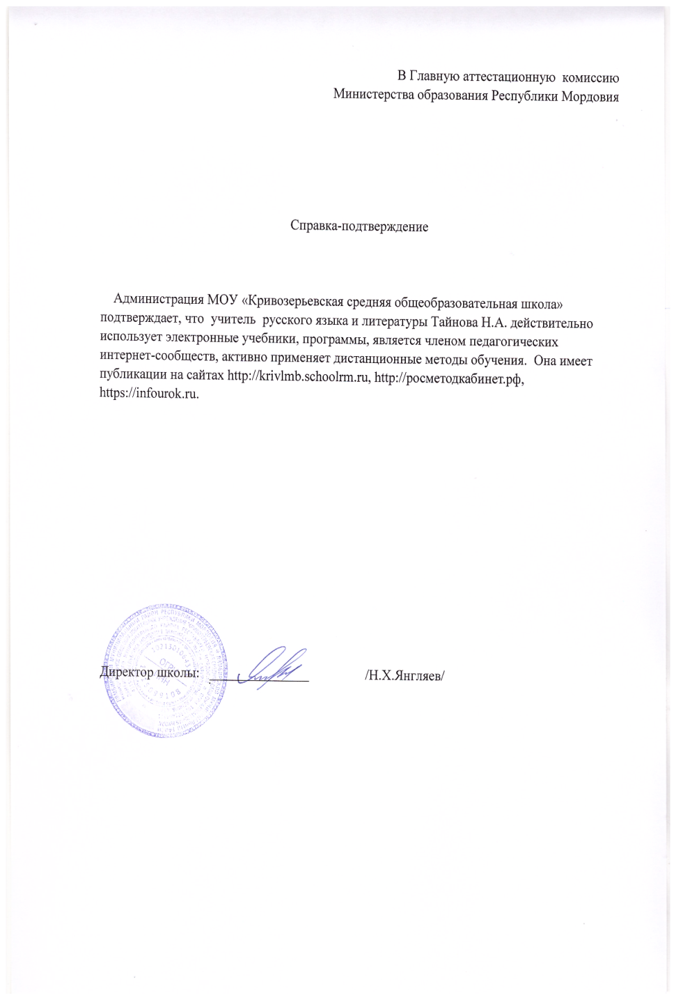 В Главную аттестационную комиссию
Министерства образования Республики Мордовия
Справка-подтверждение
Администрация МОУ «Кривозерьевская средняя общеобразовательная школа»
подтверждает, что учитель русского языка и литературы Тайнова Н.А. действительно
использует электронные учебники, программы, является членом педагогических
интернет-сообществ, активно применяет дистанционные методы обучения. Она имеет
публикации на сайтах http://krivlmb.schoolrm.ru, http://росметодкабинет.рф,
https://infourok.ru.
Директор школы: /Н.Х.Янгляев/